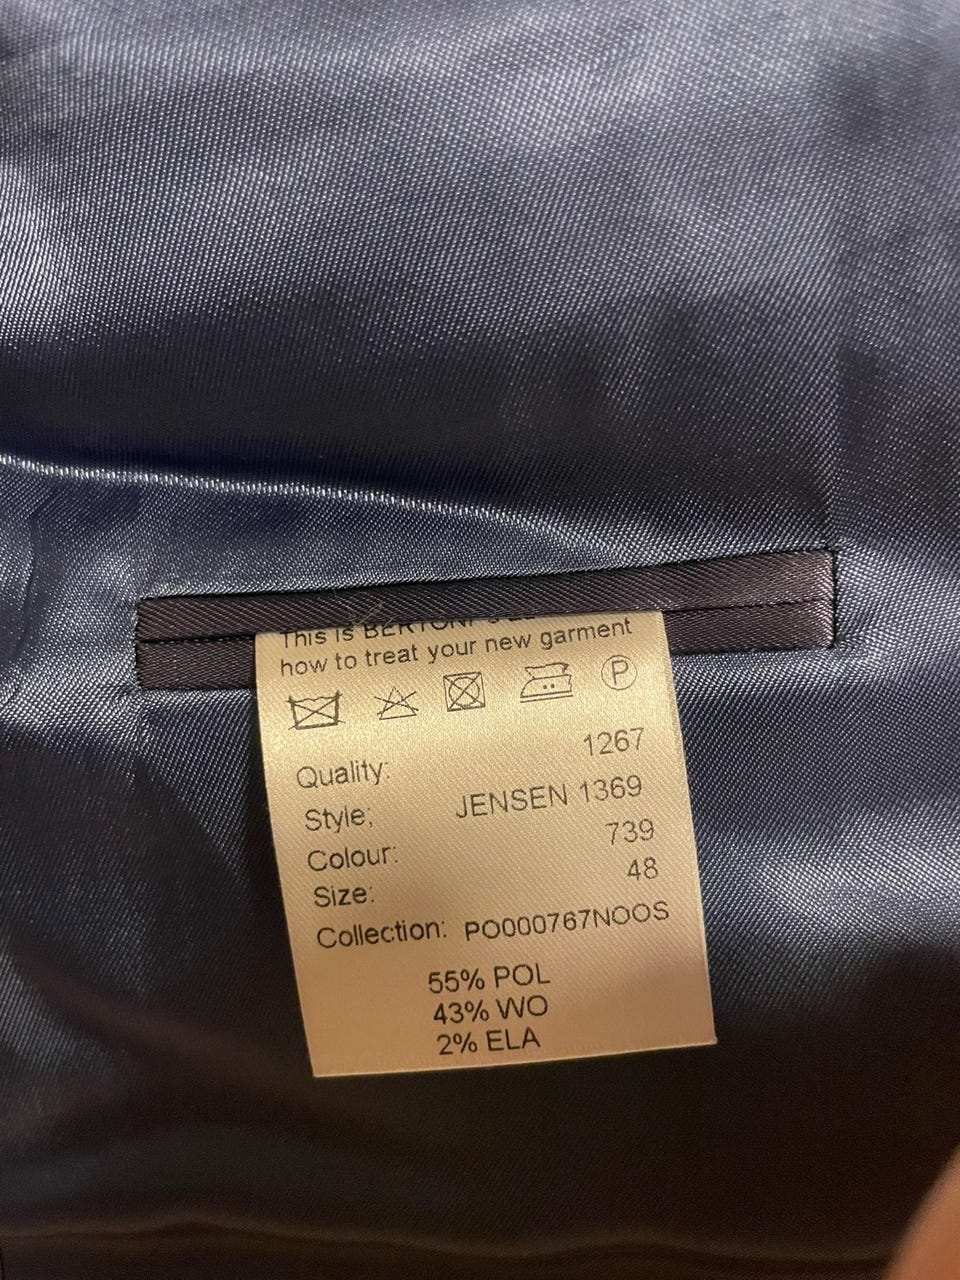 This is BERTONI's
how to treat your new garment
P
Quality: 1267
Style; JENSEN 1369
Colour: 739
Size: 48
Collection: PO000767NOOS
55% POL
43% WO
2% ELA